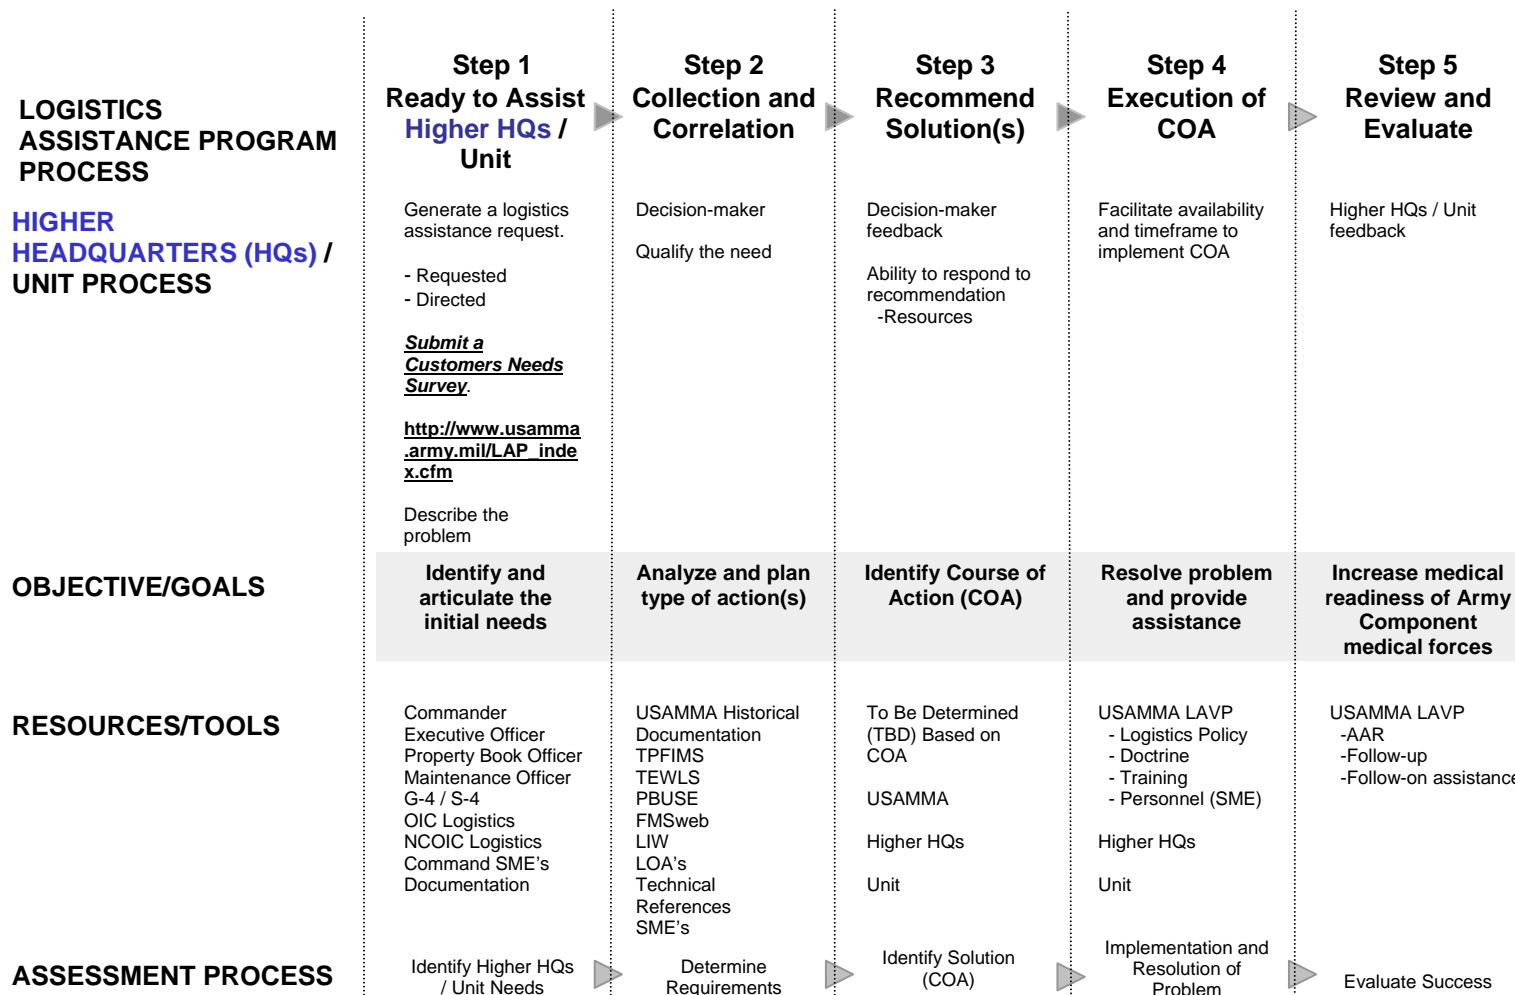 Step 1
Ready to Assist
Higher HQs /
Unit
Step 2
Collection and
Correlation
Step 3
Recommend
Solution(s)
Step 4
Execution of
COA
Step 5
Review and
Evaluate
LOGISTICS
ASSISTANCE PROGRAM
PROCESS
HIGHER
HEADQUARTERS (HQs) /
UNIT PROCESS
Generate a logistics
assistance request.
- Requested
- Directed
Submit a
Customers Needs
Survey.
http://www.usamma
.army.mil/LAP_inde
x.cfm
Describe the
problem
Decision-maker
Qualify the need
Decision-maker
feedback
Ability to respond to
recommendation
-Resources
Facilitate availability
and timeframe to
implement COA
Higher HQs / Unit
feedback
OBJECTIVE/GOALS
Identify and
articulate the
initial needs
Analyze and plan
type of action(s)
Identify Course of
Action (COA)
Resolve problem
and provide
assistance
Increase medical
readiness of Army
Component
medical forces
RESOURCES/TOOLS
Commander
Executive Officer
Property Book Officer
Maintenance Officer
G-4 / S-4
OIC Logistics
NCOIC Logistics
Command SME's
Documentation
USAMMA Historical
Documentation
TPFIMS
TEWLS
PBUSE
FMSweb
LIW
LOA's
Technical
References
SME's
To Be Determined
(TBD) Based on
COA
USAMMA
Higher HQs
Unit
USAMMA LAVP
- Logistics Policy
- Doctrine
- Training
- Personnel (SME)
Higher HQs
Unit
USAMMA LAVP
-AAR
-Follow-up
-Follow-on assistance
ASSESSMENT PROCESS
Identify Higher HQs
/ Unit Needs
Determine
Requirements
Identify Solution
(COA)
Implementation and
Resolution of
Problem
Evaluate Success